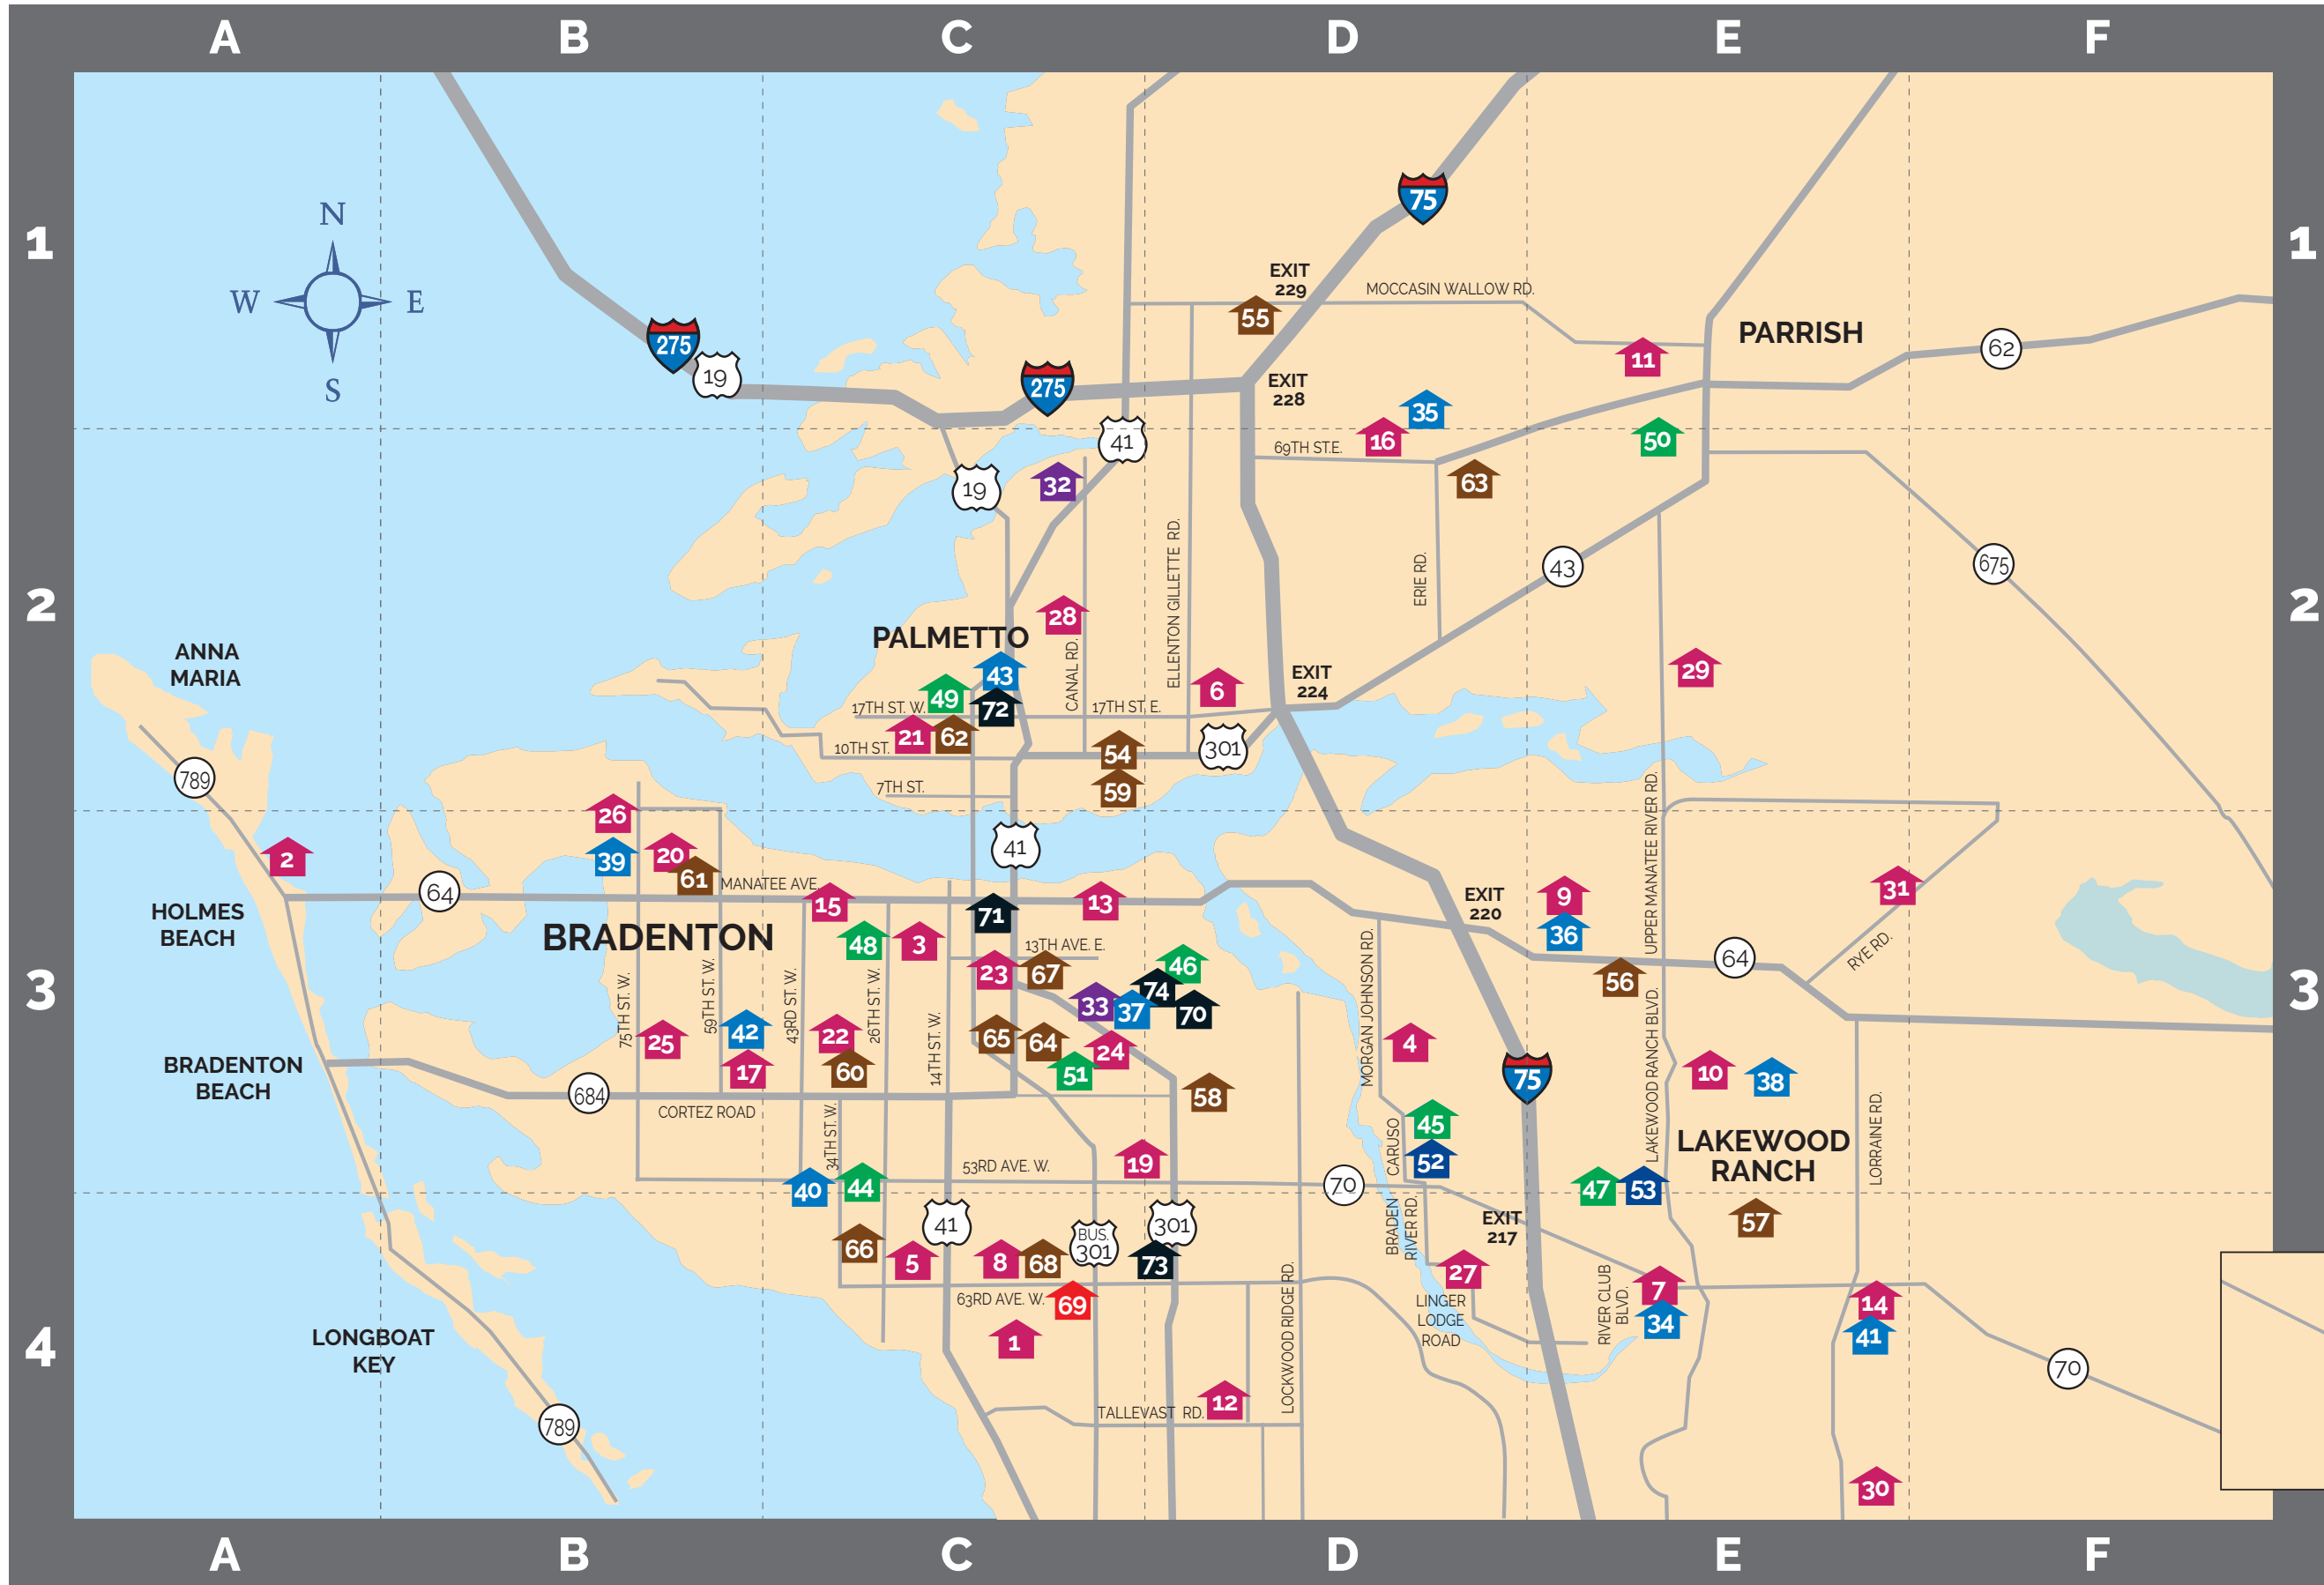 A B C D E F
1 1
N
W E
S
275
19
275
75
EXIT
229
MOCCASIN WALLOW RD.
55
11
PARRISH
62
EXIT
228
35
16
50
41
69TH ST.E.
63
19
32
2 2
43
675
ERIE RD.
ELLENTON GILLETTE RD.
28
PALMETTO
CANAL RD.
43
49
72
6
EXIT
224
29
ANNA
MARIA
17TH ST. W.
17TH ST. E.
21
62
10TH ST.
54
301
789
7TH ST.
59
26
UPPER MANATEE RIVER RD.
2
39
20
61
41
64
MANATEE AVE.
15
71
13
EXIT
220
9
36
31
HOLMES
BEACH
BRADENTON
48
3
13TH AVE. E.
23
67
46
74
33
37
70
56
64
RYE RD.
3 3
75TH ST. W.
59TH ST. W.
43RD ST. W.
26TH ST. W.
14TH ST. W.
MORGAN JOHNSON RD.
LAKEWOOD RANCH BLVD.
25
42
22
17
60
65
64
24
51
4
75
10
38
BRADENTON
BEACH
684
CORTEZ ROAD
58
34TH ST. W.
45
52
CARUSO
LAKEWOOD
RANCH
LORRAINE RD.
53RD AVE. W.
19
40
44
70
47
53
57
41
BUS.
301
301
BRADEN
RIVER RD.
EXIT
217
66
5
8
68
73
27
63RD AVE. W.
69
LOCKWOOD RIDGE RD.
LINGER
LODGE
ROAD
RIVER CLUB
BLVD.
7
34
14
41
4 4
LONGBOAT
KEY
1
70
12
TALLEVAST RD.
789
30
A B C D E F